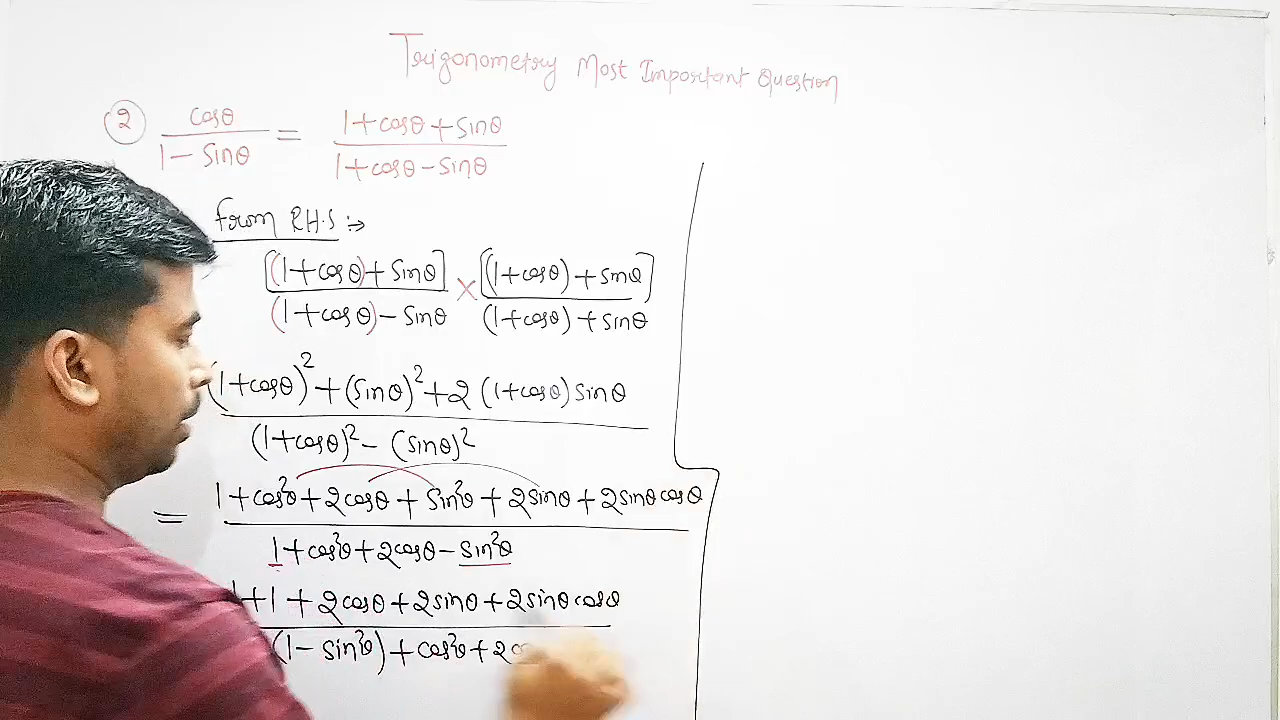 Trigonometry Most Important Question
② cosθ / 1 - sinθ = 1 + cosθ + sinθ / 1 + cosθ - sinθ
from R.H.S :->
[(1 + cosθ) + sinθ] / (1 + cosθ) - sinθ × [(1 + cosθ) + sinθ] / (1 + cosθ) + sinθ
(1 + cosθ)² + (sinθ)² + 2 (1 + cosθ) sinθ / (1 + cosθ)² - (sinθ)²
= 1 + cos²θ + 2cosθ + sin²θ + 2sinθ + 2sinθ cosθ / 1 + cos²θ + 2cosθ - sin²θ
1 + 1 + 2cosθ + 2sinθ + 2sinθ cosθ / (1 - sin²θ) + cos²θ + 2